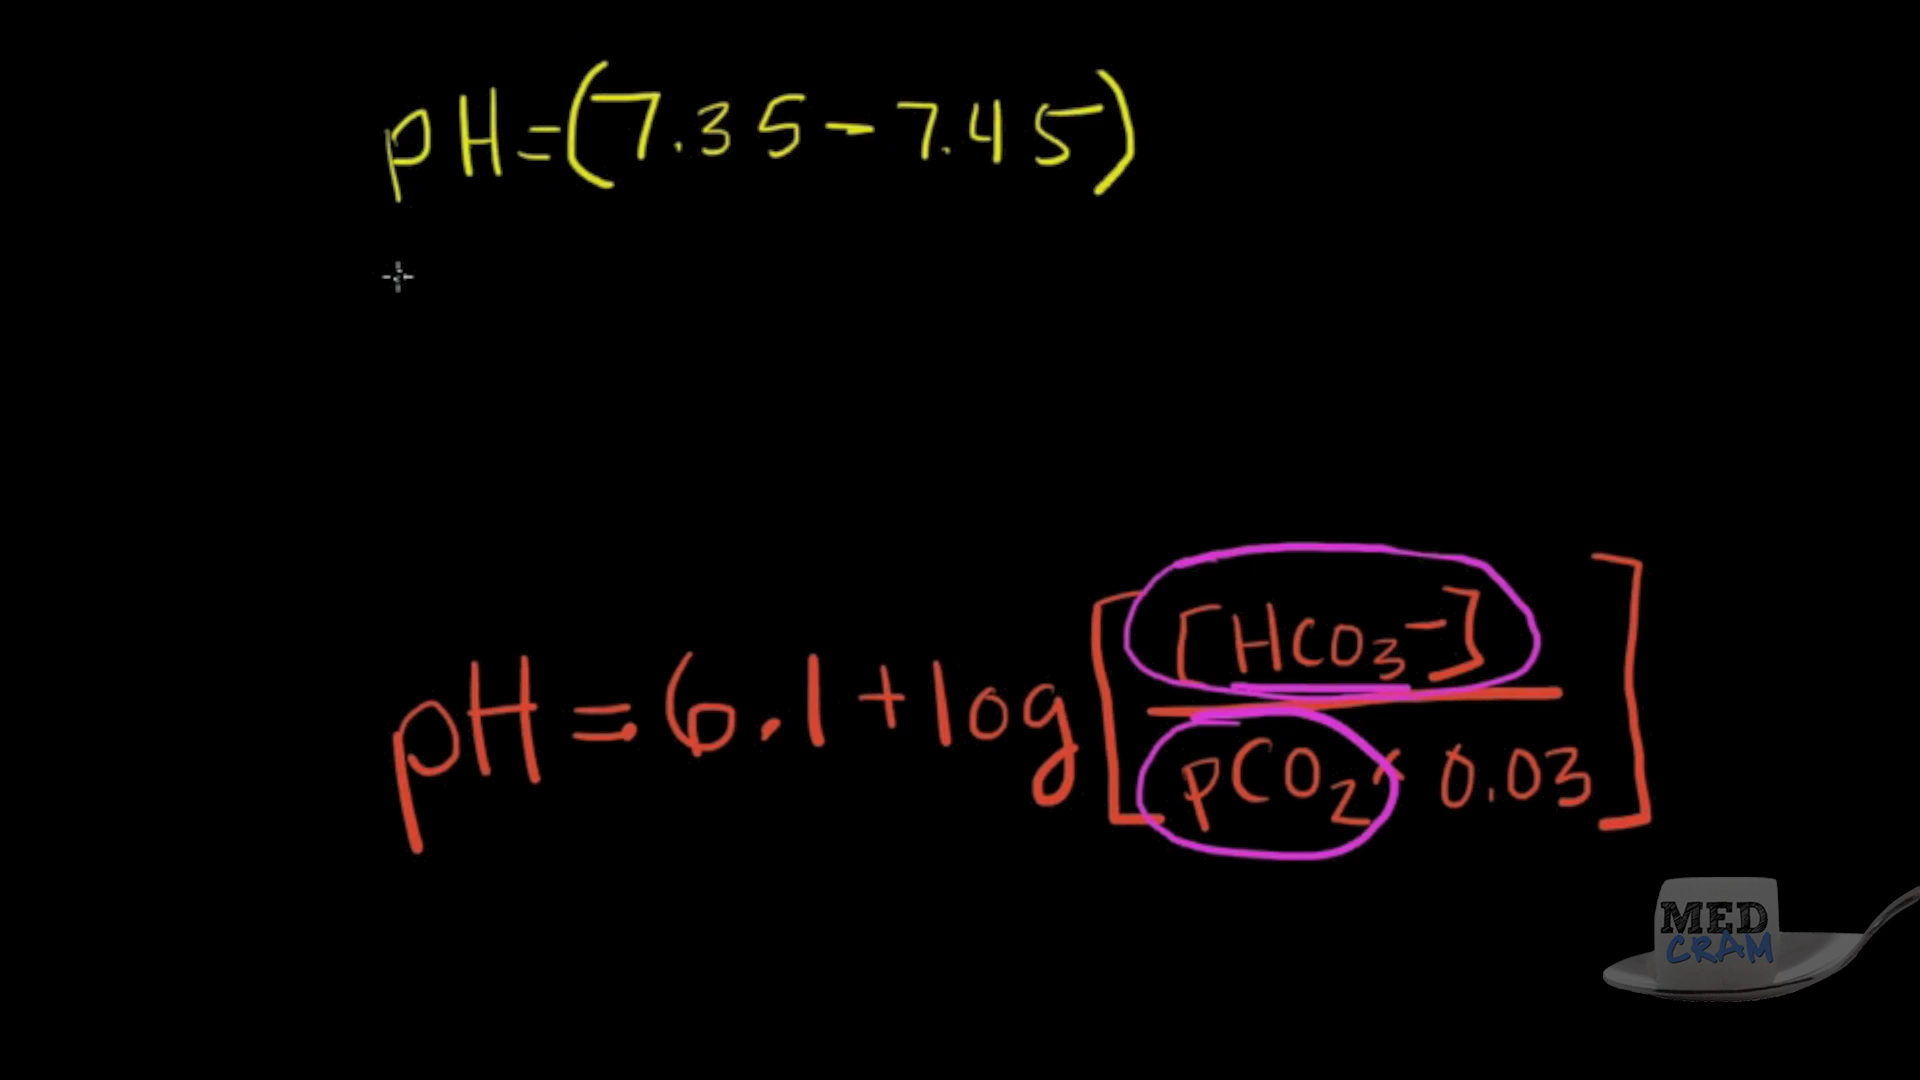 pH=(7.35-7.45)
pH=6.1+log[[HCO₃⁻]/pCO₂×0.03]
MED
CRAM